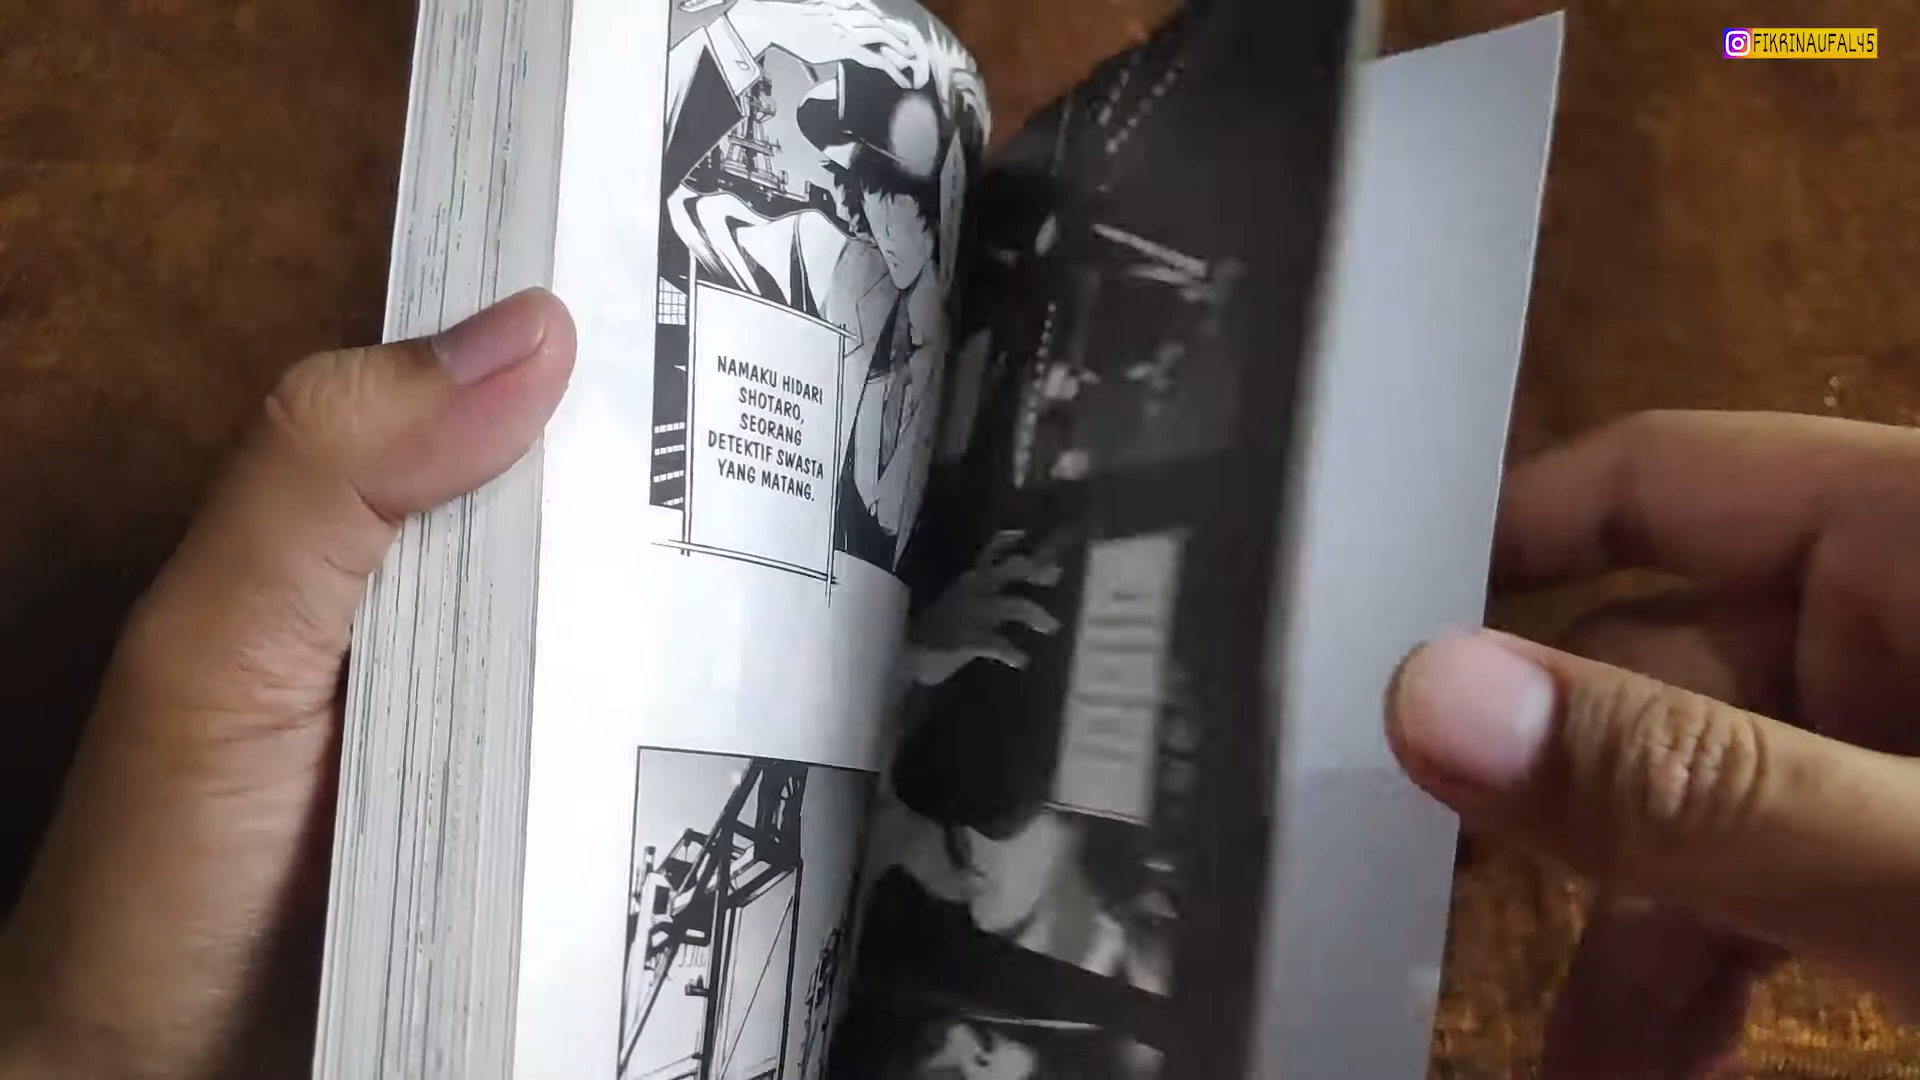 FIKRINAUFAL45
NAMAKU HIDARI
SHOTARO,
SEORANG
DETEKTIF SWASTA
YANG MATANG.